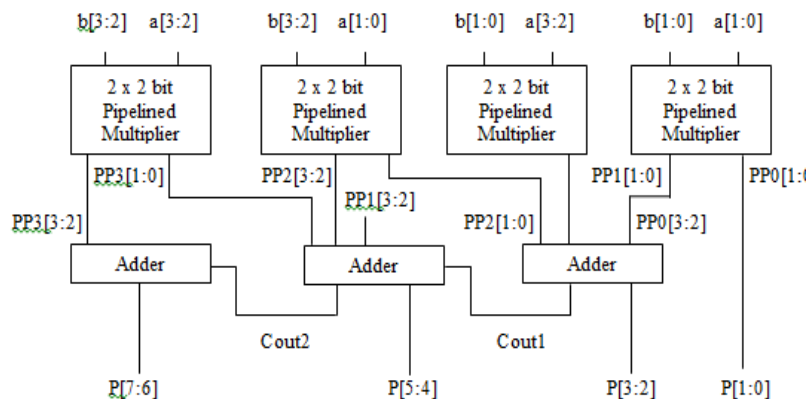 b[3:2] a[3:2] b[3:2] a[1:0] b[1:0] a[3:2] b[1:0] a[1:0]
2 x 2 bit Pipelined Multiplier
2 x 2 bit Pipelined Multiplier
2 x 2 bit Pipelined Multiplier
2 x 2 bit Pipelined Multiplier
PP3[1:0] PP2[3:2] PP1[1:0] PP0[1:0
PP1[3:2]
PP3[3:2] PP2[1:0] PP0[3:2]
Adder Adder Adder
Cout2 Cout1
P[7:6] P[5:4] P[3:2] P[1:0]